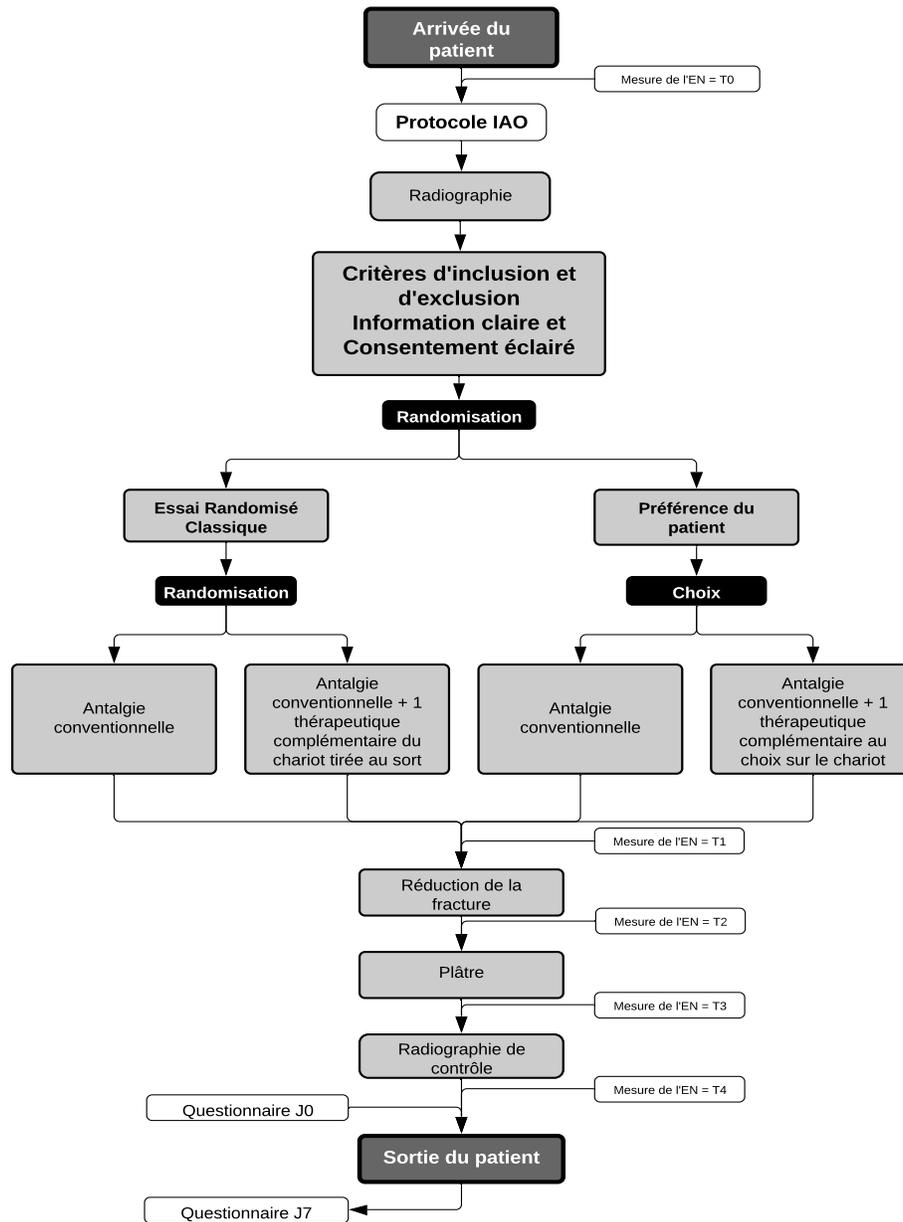 Arrivée du
patient
Mesure de l'EN = T0
Protocole IAO
Radiographie
Critères d'inclusion et
d'exclusion
Information claire et
Consentement éclairé
Randomisation
Essai Randomisé
Classique
Préférence du
patient
Randomisation
Choix
Antalgie
conventionnelle
Antalgie
conventionnelle + 1
thérapeutique
complémentaire du
chariot tirée au sort
Antalgie
conventionnelle
Antalgie
conventionnelle + 1
thérapeutique
complémentaire au
choix sur le chariot
Mesure de l'EN = T1
Réduction de la
fracture
Mesure de l'EN = T2
Plâtre
Mesure de l'EN = T3
Radiographie de
contrôle
Mesure de l'EN = T4
Questionnaire J0
Sortie du patient
Questionnaire J7